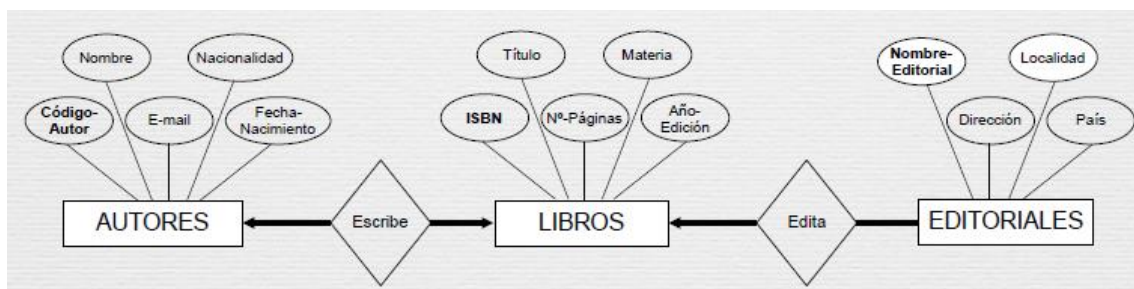 Nombre
Nacionalidad
Código-
Autor
E-mail
Fecha-
Nacimiento
AUTORES
Escribe
Título
Materia
ISBN
Nº-Páginas
Año-
Edición
LIBROS
Edita
Nombre-
Editorial
Localidad
Dirección
País
EDITORIALES